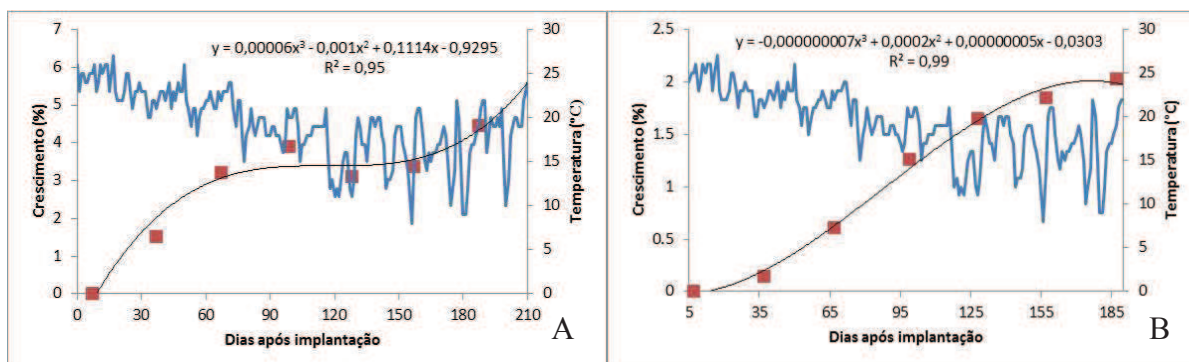 y = 0,00006x³ - 0,001x² + 0,1114x - 0,9295
R² = 0,95
Crescimento (%)
7
6
5
4
3
2
1
0
30
25
20
15
10
5
0
Temperatura (°C)
0 30 60 90 120 150 180 210
Dias após implantação
A
y = -0,000000007x³ + 0,0002x² + 0,00000005x - 0,0303
R² = 0,99
Crescimento (%)
2.5
2
1.5
1
0.5
0
30
25
20
15
10
5
0
Temperatura (°C)
5 35 65 95 125 155 185
Dias após implantação
B